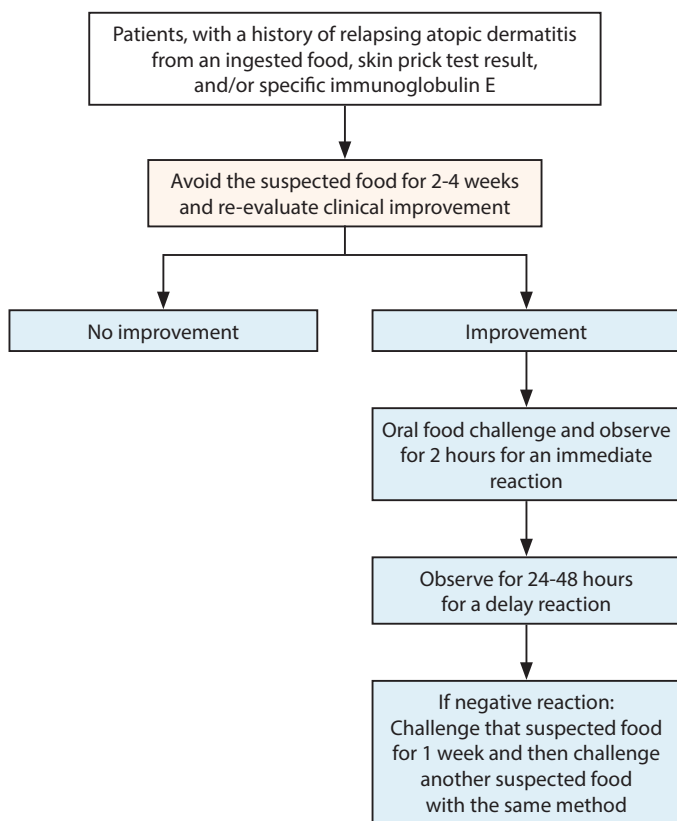 Patients, with a history of relapsing atopic dermatitis
from an ingested food, skin prick test result,
and/or specific immunoglobulin E
Avoid the suspected food for 2-4 weeks
and re-evaluate clinical improvement
No improvement
Improvement
Oral food challenge and observe
for 2 hours for an immediate
reaction
Observe for 24-48 hours
for a delay reaction
If negative reaction:
Challenge that suspected food
for 1 week and then challenge
another suspected food
with the same method